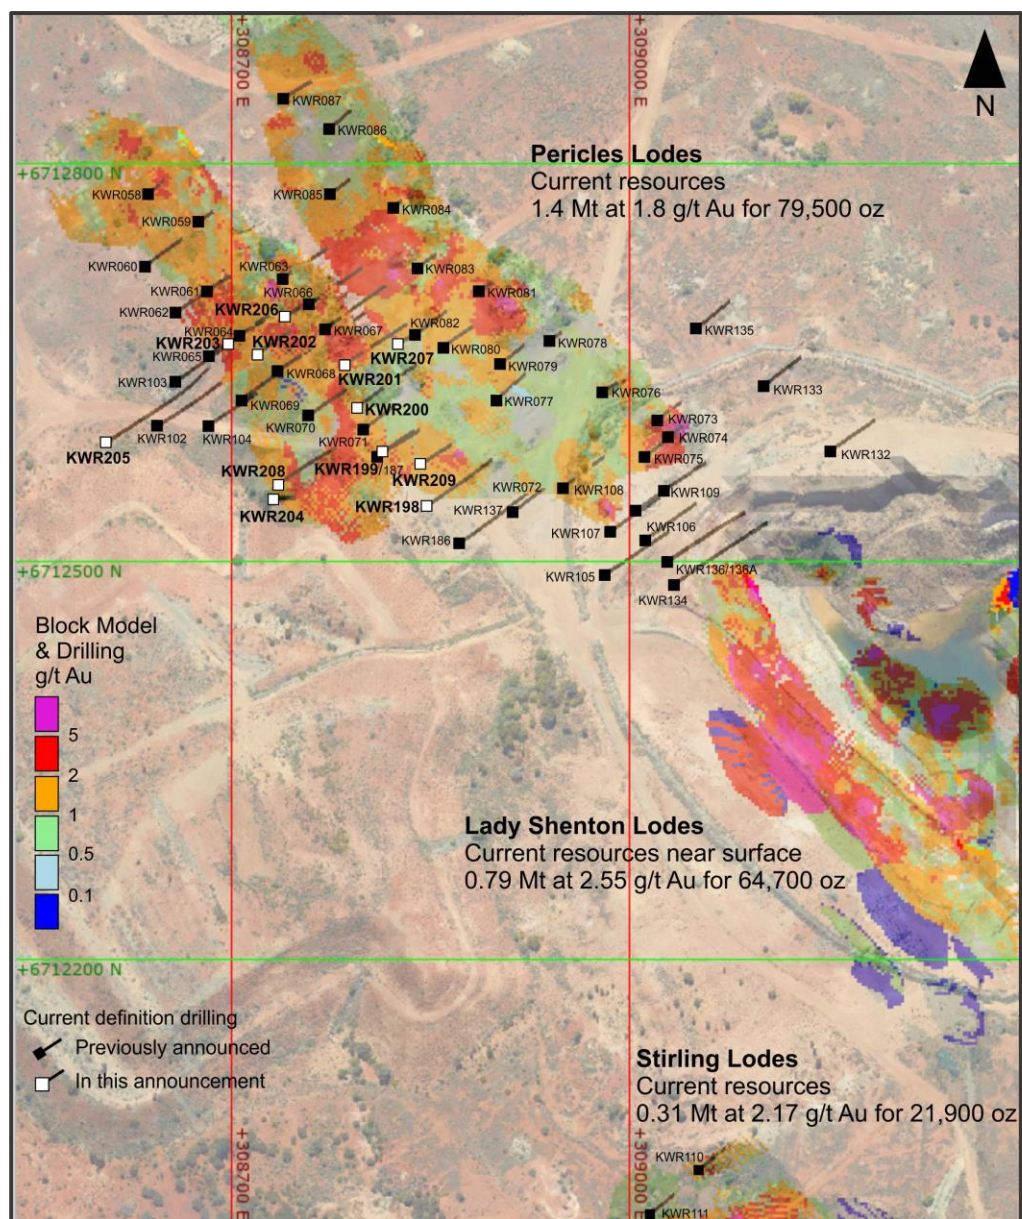 +308700 E
+309000 E
N
KWR087
KWR086
+6712800 N
Pericles Lodes
Current resources
1.4 Mt at 1.8 g/t Au for 79,500 oz
KWR058
KWR085
KWR084
KWR059
KWR060
KWR063
KWR083
KWR061
KWR066
KWR081
KWR062
KWR206
KWR135
KWR064
KWR067
KWR082
KWR203
KWR202
KWR207
KWR080
KWR078
KWR065
KWR079
KWR103
KWR068
KWR201
KWR076
KWR133
KWR069
KWR200
KWR077
KWR070
KWR073
KWR102
KWR104
KWR071
KWR074
KWR205
KWR075
KWR132
KWR208
KWR199/187
KWR209
KWR072
KWR108
KWR109
KWR204
KWR198
KWR137
KWR107
KWR106
KWR186
+6712500 N
KWR105
KWR136/136A
KWR134
Block Model
& Drilling
g/t Au
5
2
1
0.5
0.1
Lady Shenton Lodes
Current resources near surface
0.79 Mt at 2.55 g/t Au for 64,700 oz
+6712200 N
Current definition drilling
Previously announced
In this announcement
Stirling Lodes
Current resources
0.31 Mt at 2.17 g/t Au for 21,900 oz
KWR110
KWR111
+308700 E
+309000 E